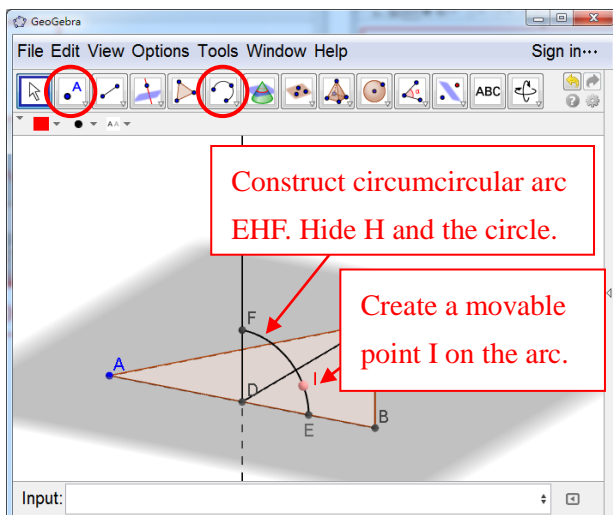 GeoGebra
File Edit View Options Tools Window Help Sign in...
A ABC
AA
Construct circumcircular arc
EHF. Hide H and the circle.
Create a movable
point I on the arc.
F
A
I
D
B
E
Input: